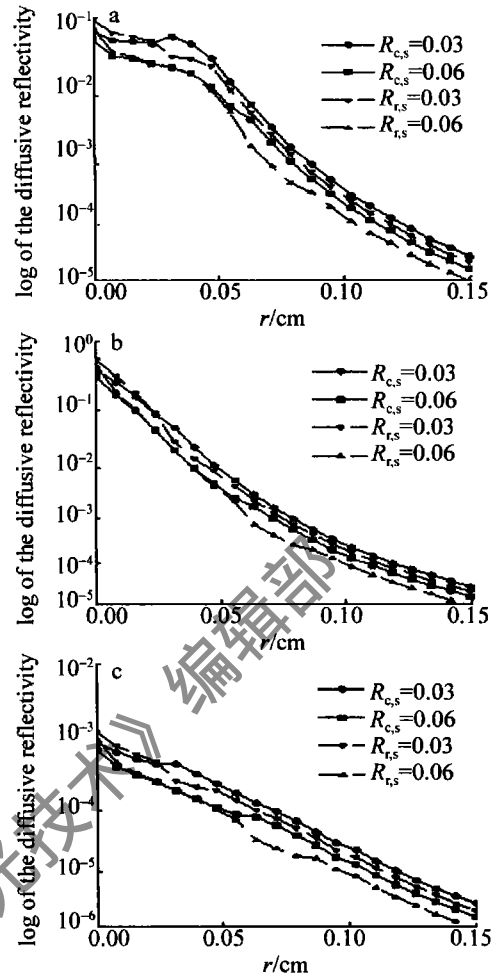 a
log of the diffusive reflectivity
10⁻¹
10⁻²
10⁻³
10⁻⁴
10⁻⁵
R_c,s=0.03
R_c,s=0.06
R_r,s=0.03
R_r,s=0.06
0.00 0.05 0.10 0.15
r/cm
b
log of the diffusive reflectivity
10⁰
10⁻¹
10⁻²
10⁻³
10⁻⁴
10⁻⁵
R_c,s=0.03
R_c,s=0.06
R_r,s=0.03
R_r,s=0.06
0.00 0.05 0.10 0.15
r/cm
c
log of the diffusive reflectivity
10⁻²
10⁻³
10⁻⁴
10⁻⁵
10⁻⁶
R_c,s=0.03
R_c,s=0.06
R_r,s=0.03
R_r,s=0.06
0.00 0.05 0.10 0.15
r/cm
光技术》编辑部